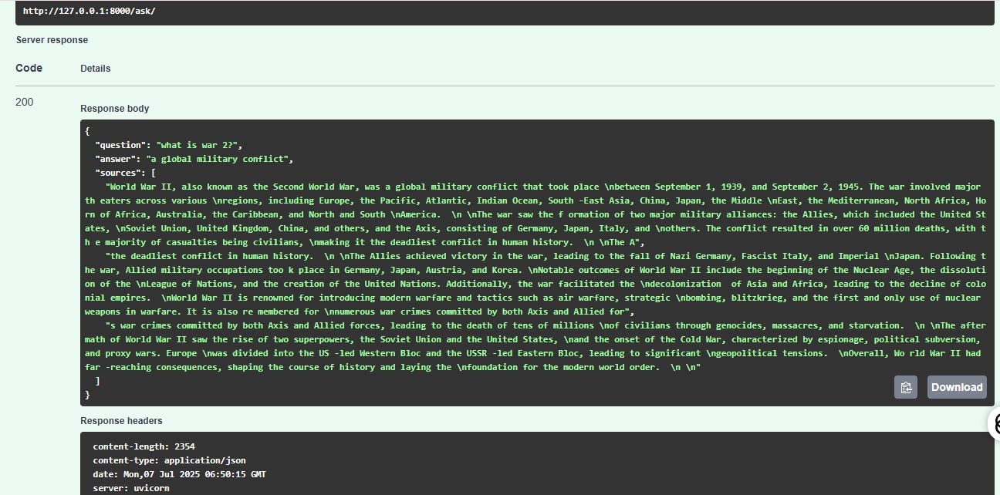 http://127.0.0.1:8000/ask/
Server response
Code Details
200
Response body
{
"question": "what is war 2?",
"answer": "a global military conflict",
"sources": [
"World War II, also known as the Second World War, was a global military conflict that took place \nbetween September 1, 1939, and September 2, 1945. The war involved major
th eaters across various \nregions, including Europe, the Pacific, Atlantic, Indian Ocean, South -East Asia, China, Japan, the Middle \nEast, the Mediterranean, North Africa, Ho
rn of Africa, Australia, the Caribbean, and North and South \nAmerica.  \n \nThe war saw the f ormation of two major military alliances: the Allies, which included the United St
ates, \nSoviet Union, United Kingdom, China, and others, and the Axis, consisting of Germany, Japan, Italy, and \nothers. The conflict resulted in over 60 million deaths, with t
h e majority of casualties being civilians, \nmaking it the deadliest conflict in human history.  \n \nThe A",
"the deadliest conflict in human history.  \n \nThe Allies achieved victory in the war, leading to the fall of Nazi Germany, Fascist Italy, and Imperial \nJapan. Following t
he war, Allied military occupations too k place in Germany, Japan, Austria, and Korea. \nNotable outcomes of World War II include the beginning of the Nuclear Age, the dissoluti
on of the \nLeague of Nations, and the creation of the United Nations. Additionally, the war facilitated the \ndecolonization  of Asia and Africa, leading to the decline of colo
nial empires.  \nWorld War II is renowned for introducing modern warfare and tactics such as air warfare, strategic \nbombing, blitzkrieg, and the first and only use of nuclear
weapons in warfare. It is also re membered for \nnumerous war crimes committed by both Axis and Allied for",
"s war crimes committed by both Axis and Allied forces, leading to the death of tens of millions \nof civilians through genocides, massacres, and starvation.  \n \nThe after
math of World War II saw the rise of two superpowers, the Soviet Union and the United States, \nand the onset of the Cold War, characterized by espionage, political subversion,
and proxy wars. Europe \nwas divided into the US -led Western Bloc and the USSR -led Eastern Bloc, leading to significant \ngeopolitical tensions.  \nOverall, Wo rld War II had
far -reaching consequences, shaping the course of history and laying the \nfoundation for the modern world order.  \n \n"
]
}
Download
Response headers
content-length: 2354
content-type: application/json
date: Mon,07 Jul 2025 06:50:15 GMT
server: uvicorn